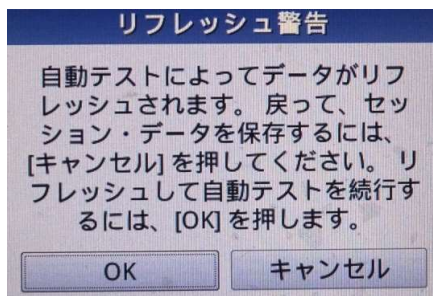 リフレッシュ警告
自動テストによってデータがリフ
レッシュされます。 戻って、セッ
ション・データを保存するには、
[キャンセル] を押してください。 リ
フレッシュして自動テストを続行す
るには、[OK] を押します。
OK
キャンセル